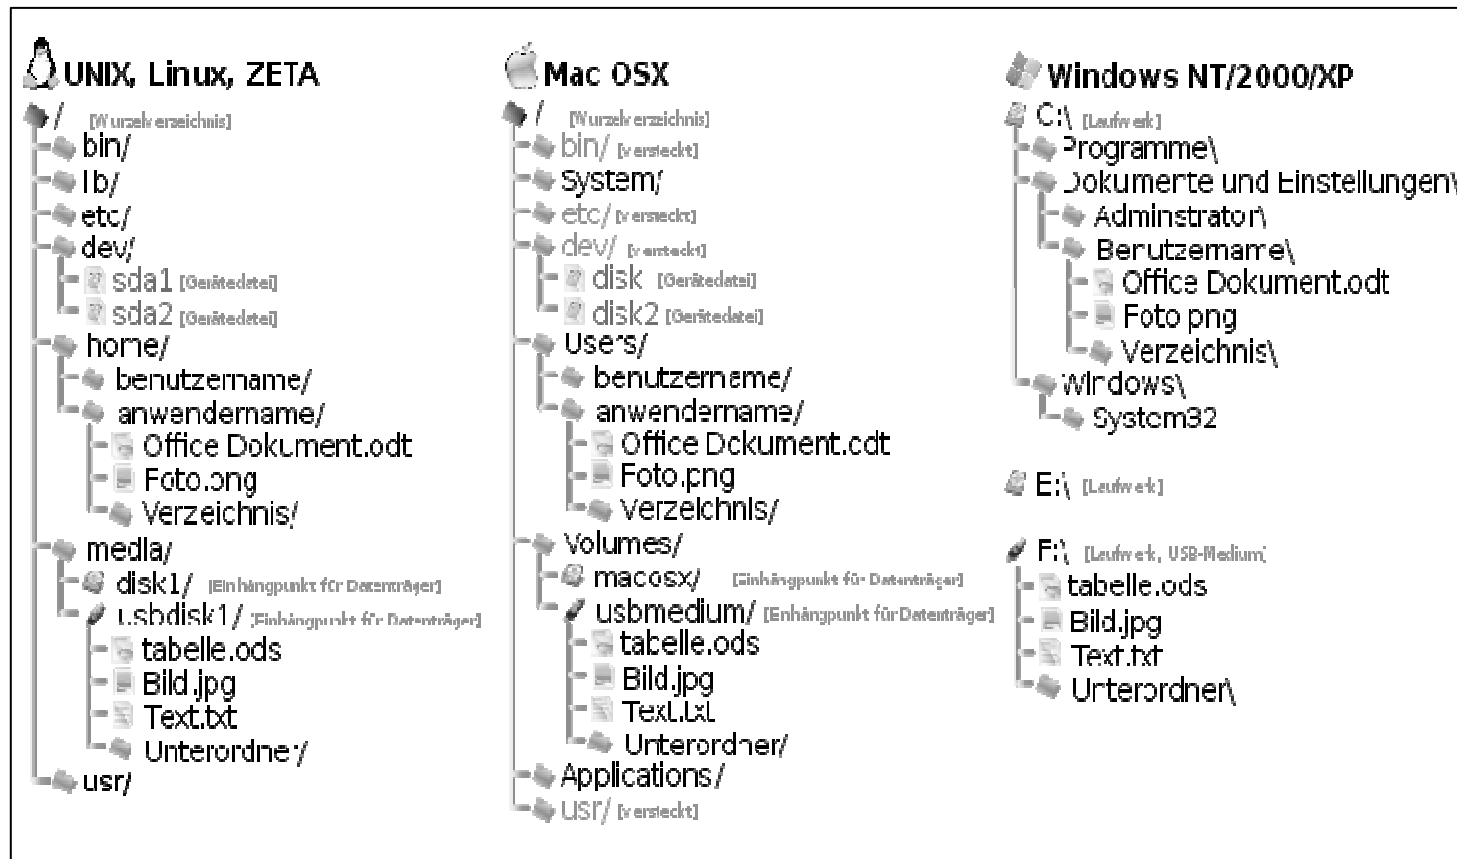 UNIX, Linux, ZETA
/ [Wurzelverzeichnis]
bin/
lib/
etc/
dev/
sda1 [Gerätedatei]
sda2 [Gerätedatei]
home/
benutzername/
anwendername/
Office Dokument.odt
Foto.png
Verzeichnis/
media/
disk1/ [Einhängpunkt für Datenträger]
usbdisk1/ [Einhängpunkt für Datenträger]
tabelle.ods
Bild.jpg
Text.txt
Unterordner/
usr/
Mac OSX
/ [Wurzelverzeichnis]
bin/ [versteckt]
System/
etc/ [versteckt]
dev/ [versteckt]
disk [Gerätedatei]
disk2 [Gerätedatei]
Users/
benutzername/
anwendername/
Office Dokument.odt
Foto.png
Verzeichnis/
Volumes/
macosx/ [Einhängpunkt für Datenträger]
usbmedium/ [Einhängpunkt für Datenträger]
tabelle.ods
Bild.jpg
Text.txt
Unterordner/
Applications/
usr/ [versteckt]
Windows NT/2000/XP
C:\ [Laufwerk]
Programme\
Dokumente und Einstellungen\
Adminstrator\
Benutzername\
Office Dokument.odt
Foto.png
Verzeichnis\
Windows\
System32
E:\ [Laufwerk]
F:\ [Laufwerk, USB-Medium]
tabelle.ods
Bild.jpg
Text.txt
Unterordner\